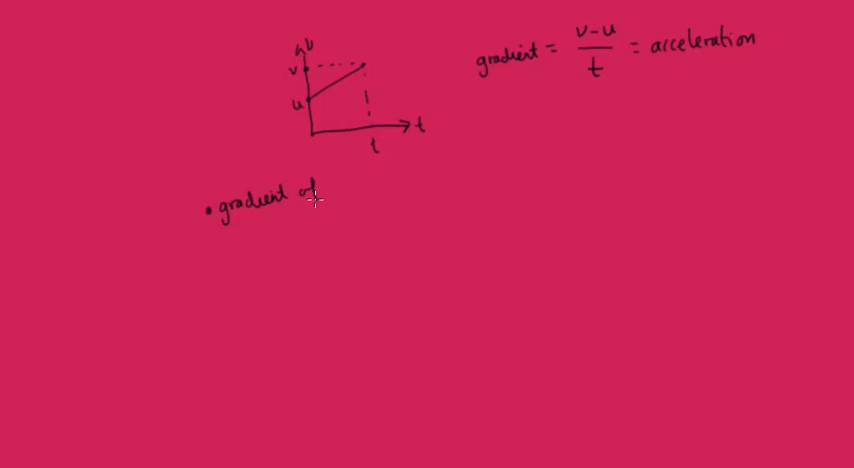 gradient = v-u / t = acceleration
v
v
u
t
t
• gradient of